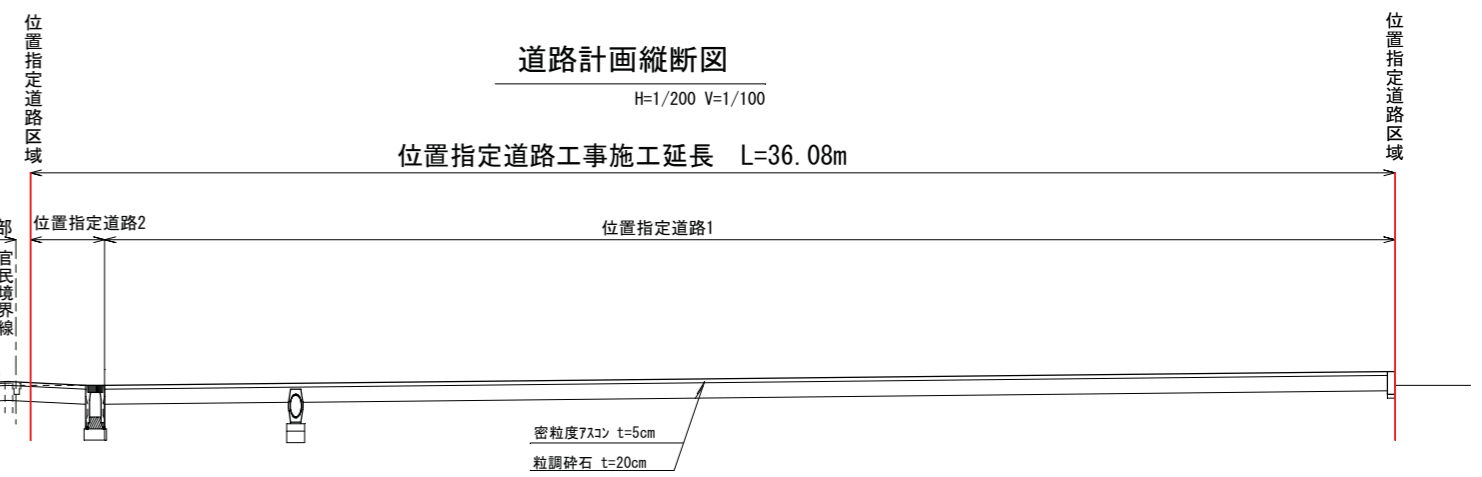 位置指定道路区域
位置指定道路区域
道路計画縦断図
H=1/200 V=1/100
位置指定道路工事施工延長 L=36.08m
部
位置指定道路2
位置指定道路1
官民境界線
密粒度ｱｽｺﾝ t=5cm
粒調砕石 t=20cm